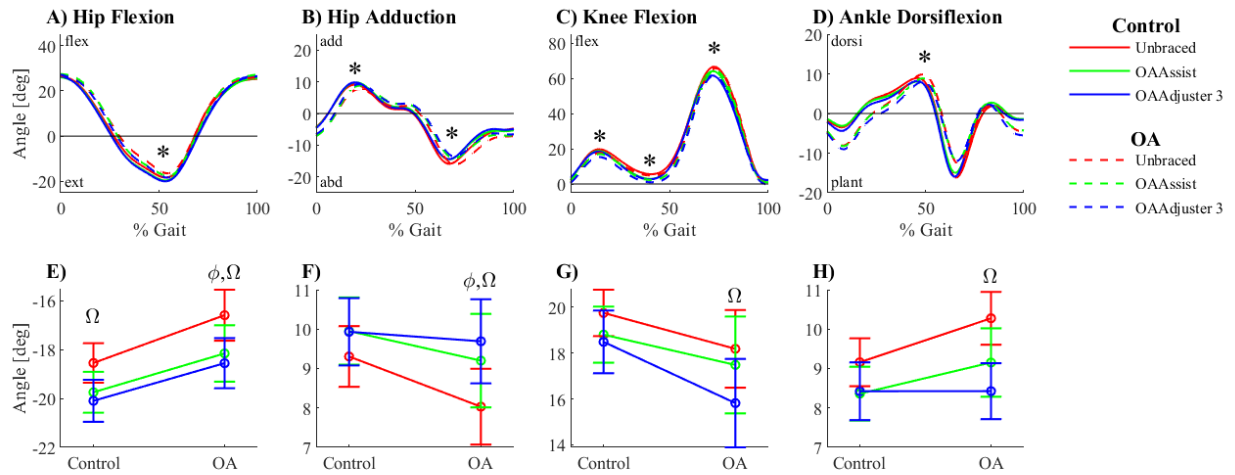 A) Hip Flexion
B) Hip Adduction
C) Knee Flexion
D) Ankle Dorsiflexion
flex
add
flex
dorsi
40
20
0
-20
20
10
0
-10
-20
60
40
20
0
20
10
0
-10
-20
Angle [deg]
*
* *
* * *
*
ext
abd
plant
0 50 100
0 50 100
0 50 100
0 50 100
% Gait
% Gait
% Gait
% Gait
Control
Unbraced
OAAssist
OAAdjuster 3
OA
Unbraced
OAAssist
OAAdjuster 3
E)
F)
G)
H)
Ω
ϕ,Ω
ϕ,Ω
Ω
Ω
Angle [deg]
-16
-18
-20
-22
11
10
9
8
7
20
18
16
14
11
10
9
8
7
Control OA
Control OA
Control OA
Control OA